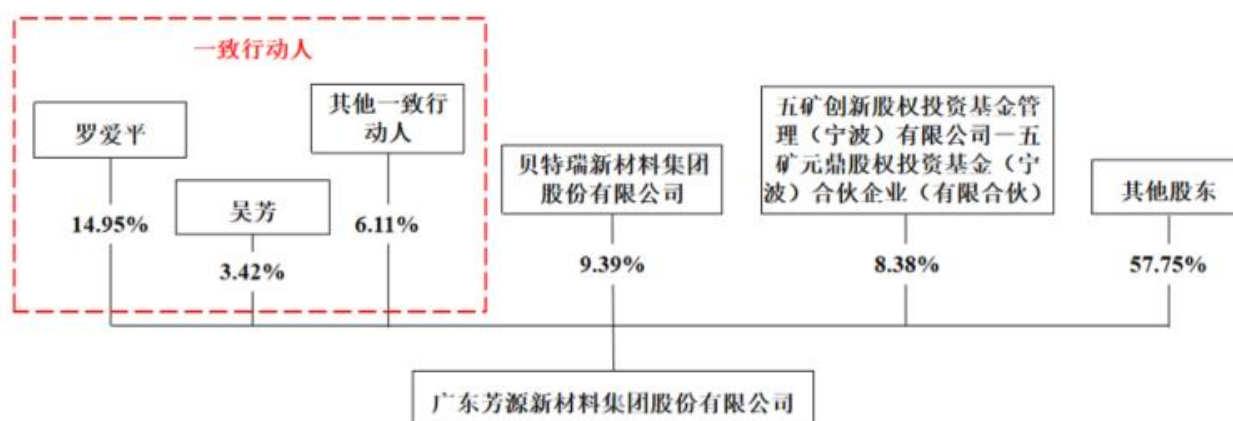 一致行动人
罗爱平
14.95%
吴芳
3.42%
其他一致行
动人
6.11%
贝特瑞新材料集团
股份有限公司
9.39%
五矿创新股权投资基金管
理（宁波）有限公司－五
矿元鼎股权投资基金（宁
波）合伙企业（有限合伙）
8.38%
其他股东
57.75%
广东芳源新材料集团股份有限公司